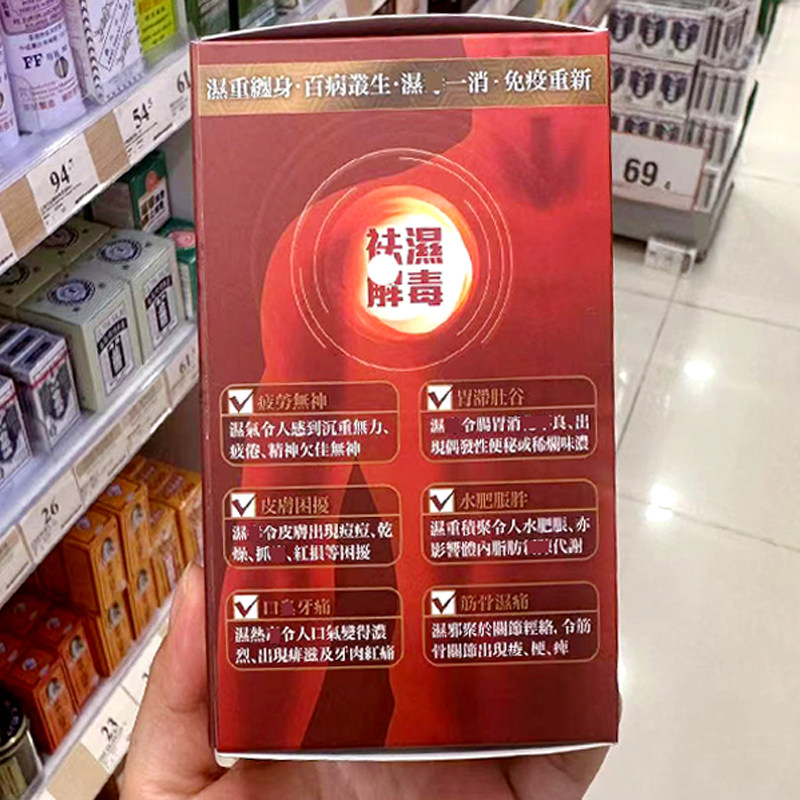 濕重纏身·百病叢生·濕 一消·免疫重新
祛濕
解毒
疲勞無神
濕氣令人感到沉重無力、
疲倦、精神欠佳無神
胃滯肚谷
濕 令腸胃消 良、出
現偶發性便秘或稀爛味濃
皮膚困擾
濕 令皮膚出現痘痘、乾
燥、抓 、紅損等困擾
水肥脹胖
濕重積聚令人水肥脹、亦
影響體內脂肪 代謝
口 牙痛
濕熱 令人口氣變得濃
烈、出現痱滋及牙肉紅痛
筋骨濕痛
濕邪聚於關節經絡，令筋
骨關節出現痠、梗、痺
94
54.5
61
69.4
26
23
FF